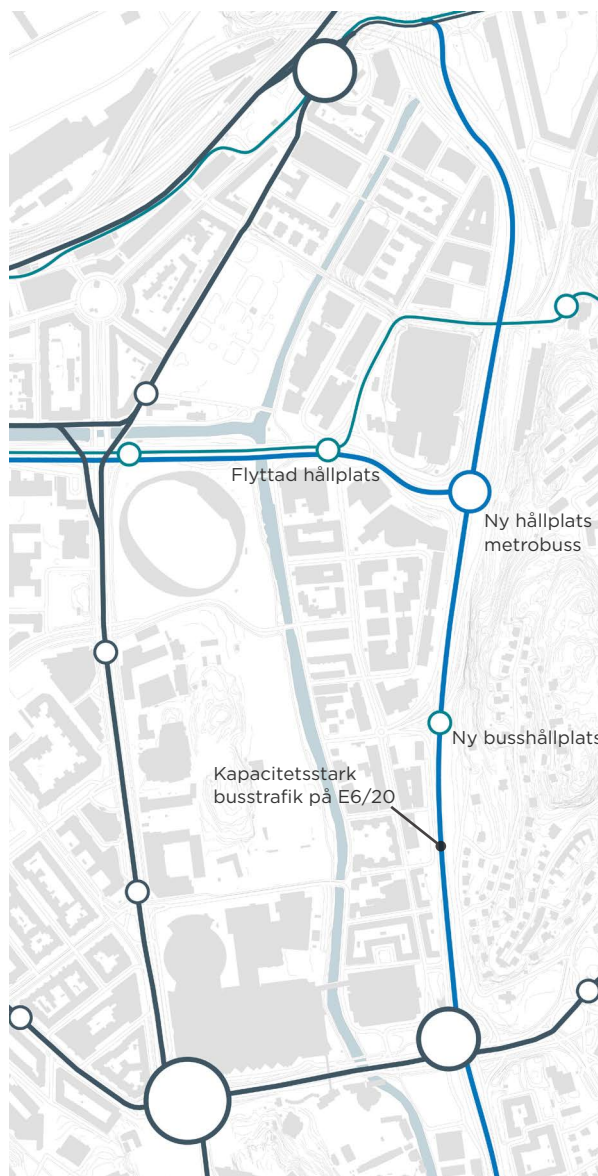 Flyttad hållplats
Ny hållplats
metrobuss
Ny busshållplats
Kapacitetsstark
busstrafik på E6/20